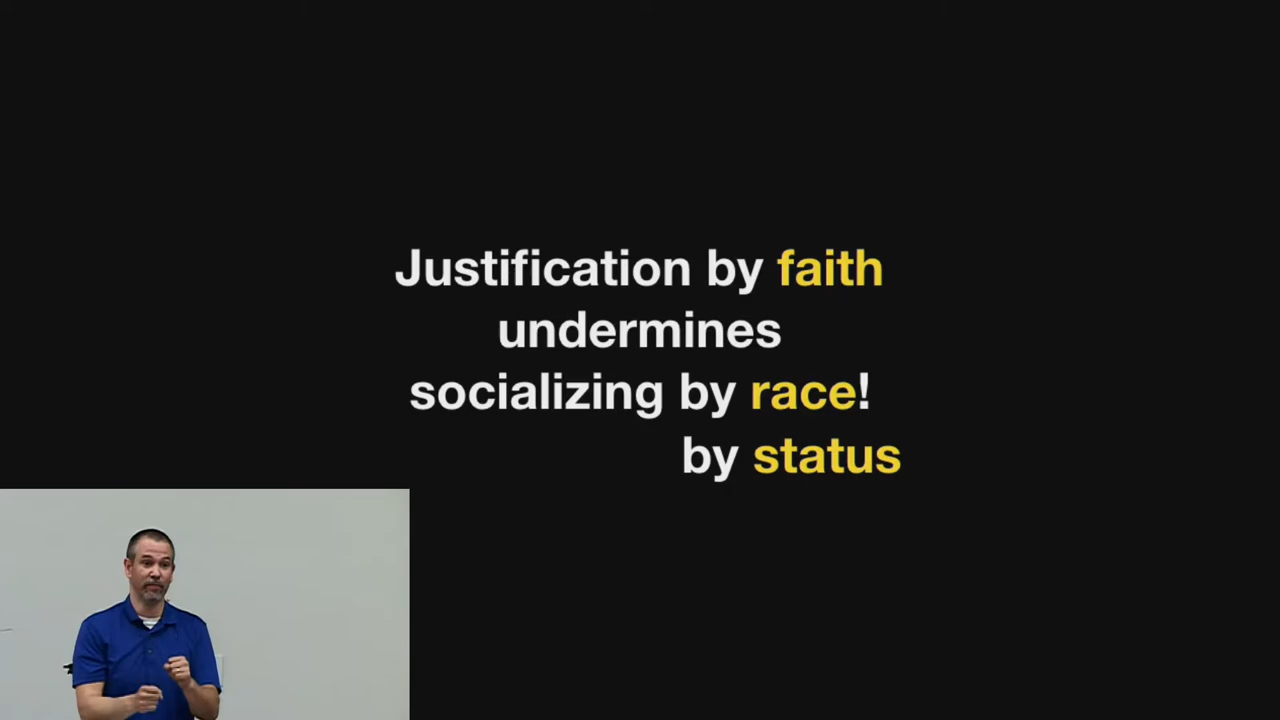 Justification by faith
undermines
socializing by race!
by status